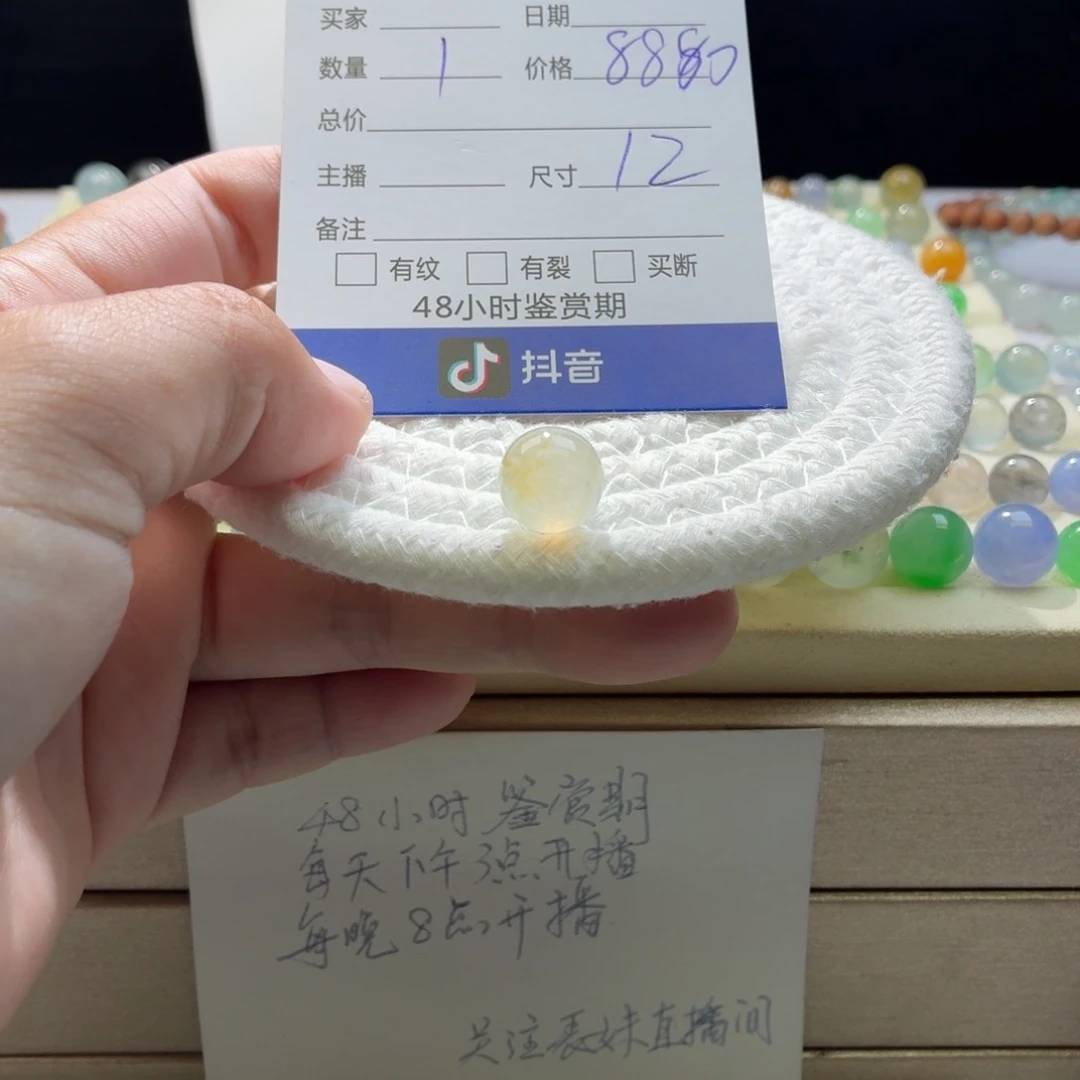 买家 日期
数量 1 价格 8880
总价
主播 尺寸 12
备注
有纹 有裂 买断
48小时鉴赏期
抖音
48小时鉴赏期
每天下午3点开播
每晚8点开播
关注表妹直播间